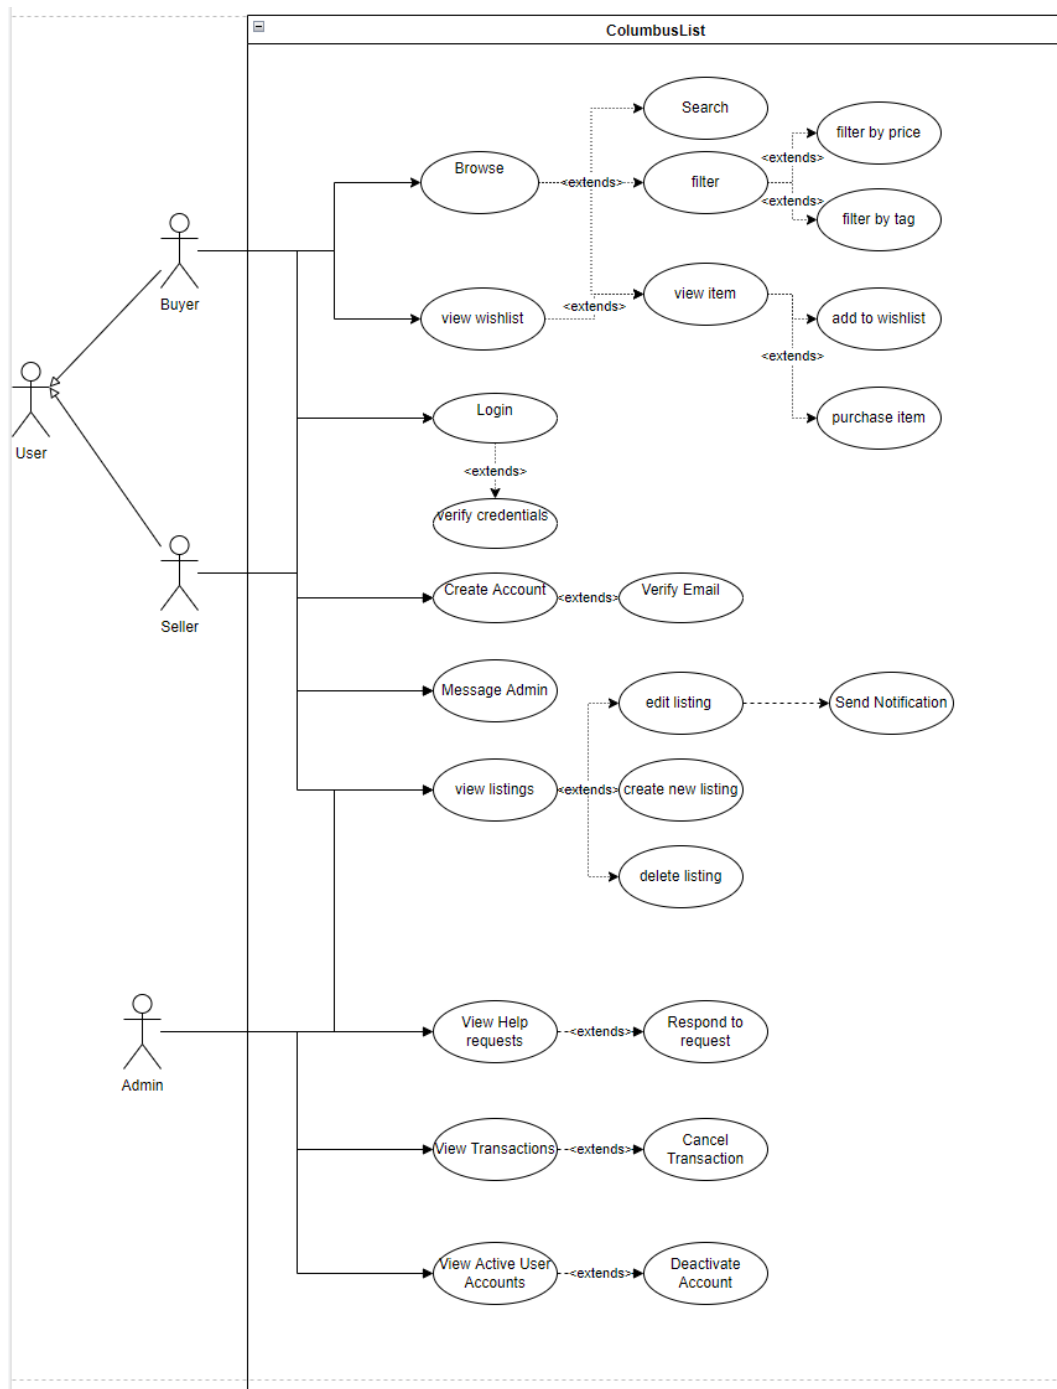 ColumbusList
Search
filter by price
<extends>
Browse
<extends>
filter
<extends>
filter by tag
Buyer
view item
<extends>
view wishlist
add to wishlist
<extends>
Login
purchase item
User
<extends>
verify credentials
Create Account
<extends>
Verify Email
Seller
Message Admin
edit listing
Send Notification
view listings
<extends>
create new listing
delete listing
View Help
requests
<extends>
Respond to
request
Admin
View Transactions
<extends>
Cancel
Transaction
View Active User
Accounts
<extends>
Deactivate
Account